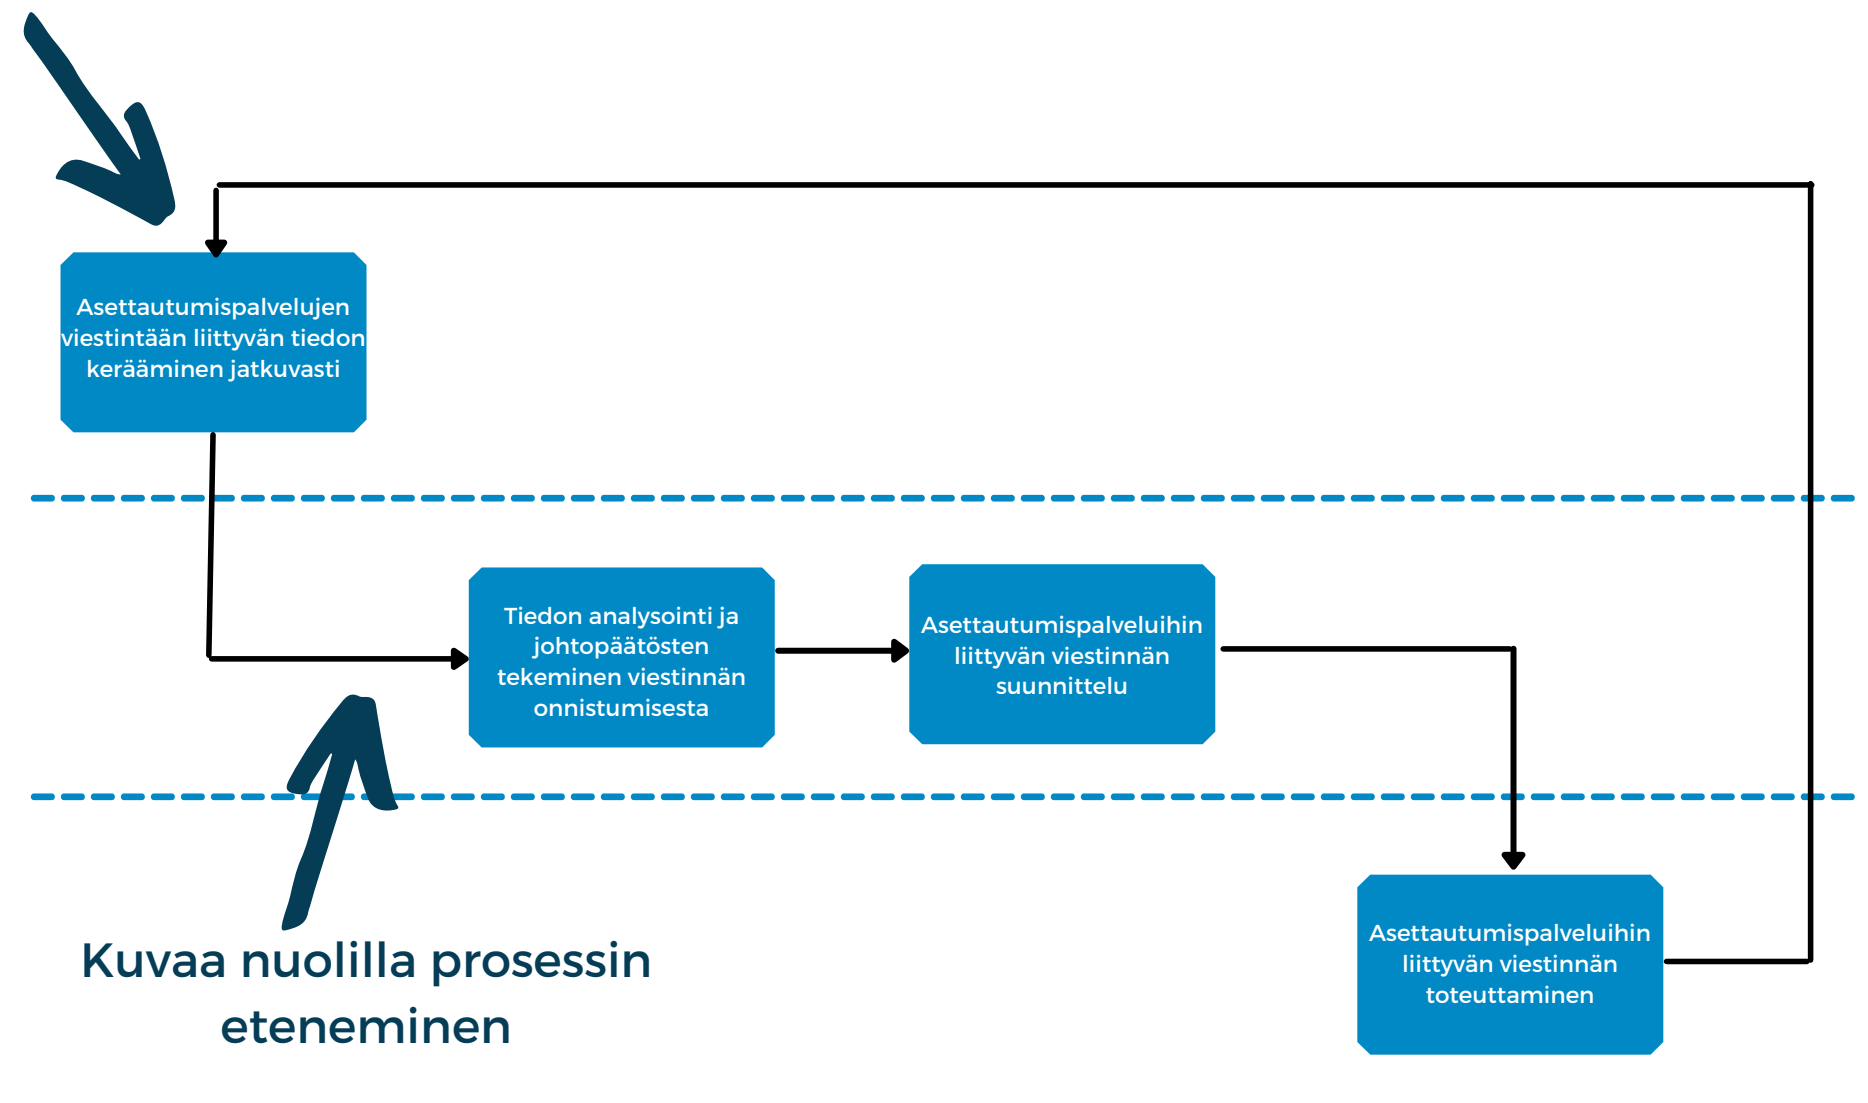 Asettautumispalvelujen
viestintään liittyvän tiedon
kerääminen jatkuvasti
Tiedon analysointi ja
johtopäätösten
tekeminen viestinnän
onnistumisesta
Asettautumispalveluihin
liittyvän viestinnän
suunnittelu
Asettautumispalveluihin
liittyvän viestinnän
toteuttaminen
Kuvaa nuolilla prosessin
eteneminen